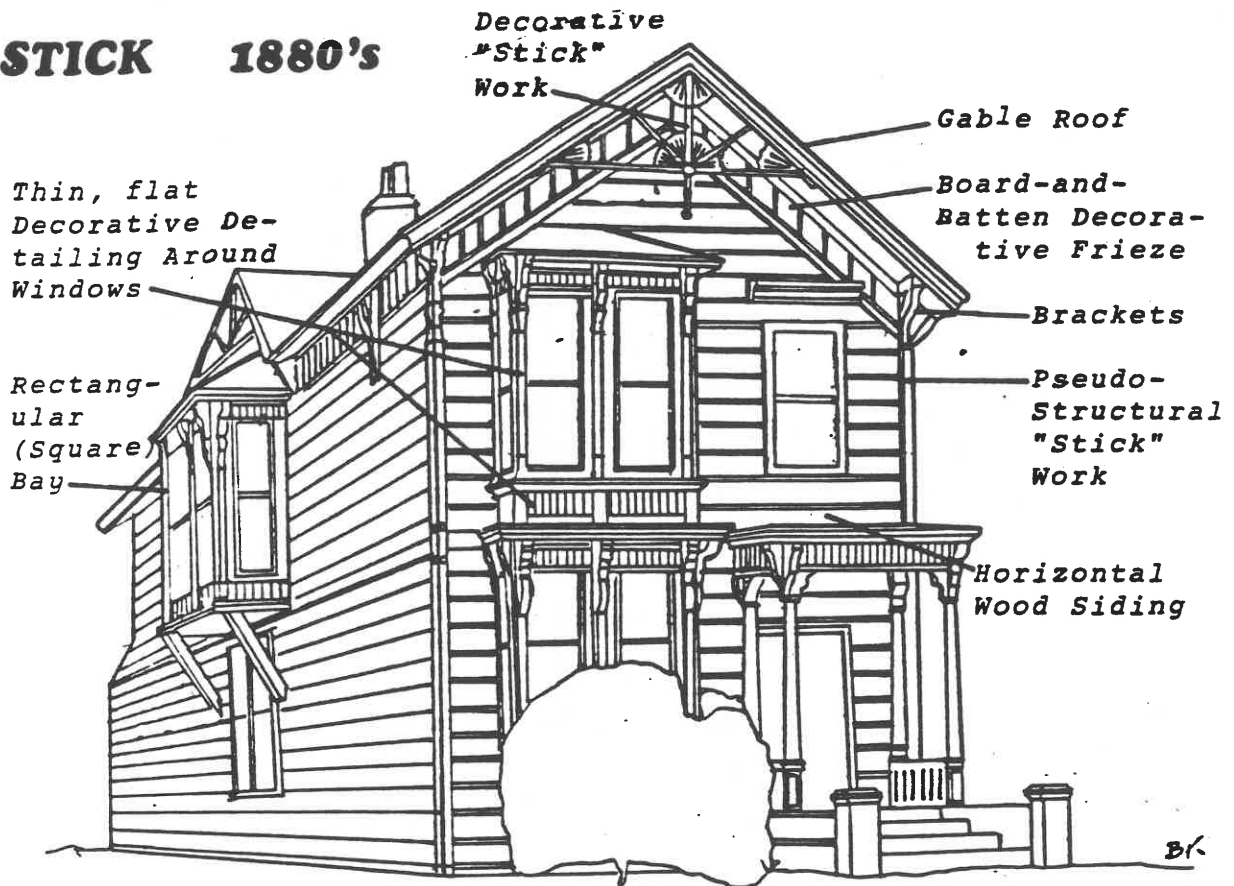 STICK 1880's
Decorative
"Stick"
Work
Gable Roof
Board-and-
Batten Decora-
tive Frieze
Brackets
Pseudo-
Structural
"Stick"
Work
Horizontal
Wood Siding
Thin, flat
Decorative De-
tailing Around
Windows
Rectang-
ular
(Square)
Bay